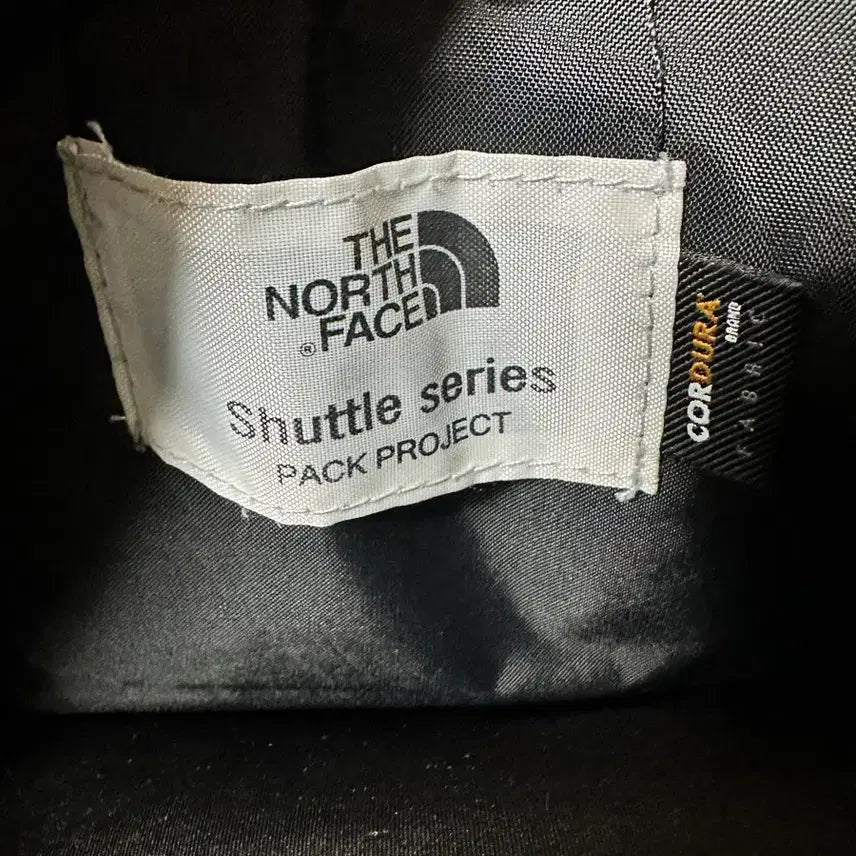 THE
NORTH
® FACE
Shuttle series
PACK PROJECT
CORDURA
BRAND
FABRIC